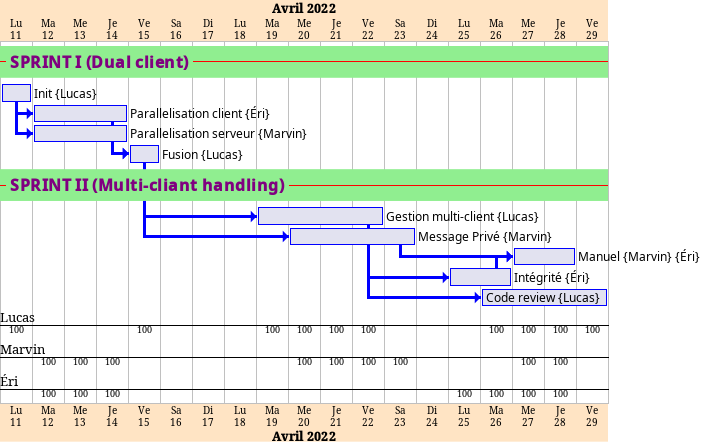 Avril 2022
Lu Ma Me Je Ve Sa Di Lu Ma Me Je Ve Sa Di Lu Ma Me Je Ve
11 12 13 14 15 16 17 18 19 20 21 22 23 24 25 26 27 28 29
SPRINT I (Dual client)
Init {Lucas}
Parallelisation client {Éri}
Parallelisation serveur {Marvin}
Fusion {Lucas}
SPRINT II (Multi-cliant handling)
Gestion multi-client {Lucas}
Message Privé {Marvin}
Manuel {Marvin} {Éri}
Intégrité {Éri}
Code review {Lucas}
Lucas
100 100 100 100 100 100 100 100 100 100
Marvin
100 100 100 100 100 100 100 100 100
Éri
100 100 100 100 100 100 100
Lu Ma Me Je Ve Sa Di Lu Ma Me Je Ve Sa Di Lu Ma Me Je Ve
11 12 13 14 15 16 17 18 19 20 21 22 23 24 25 26 27 28 29
Avril 2022